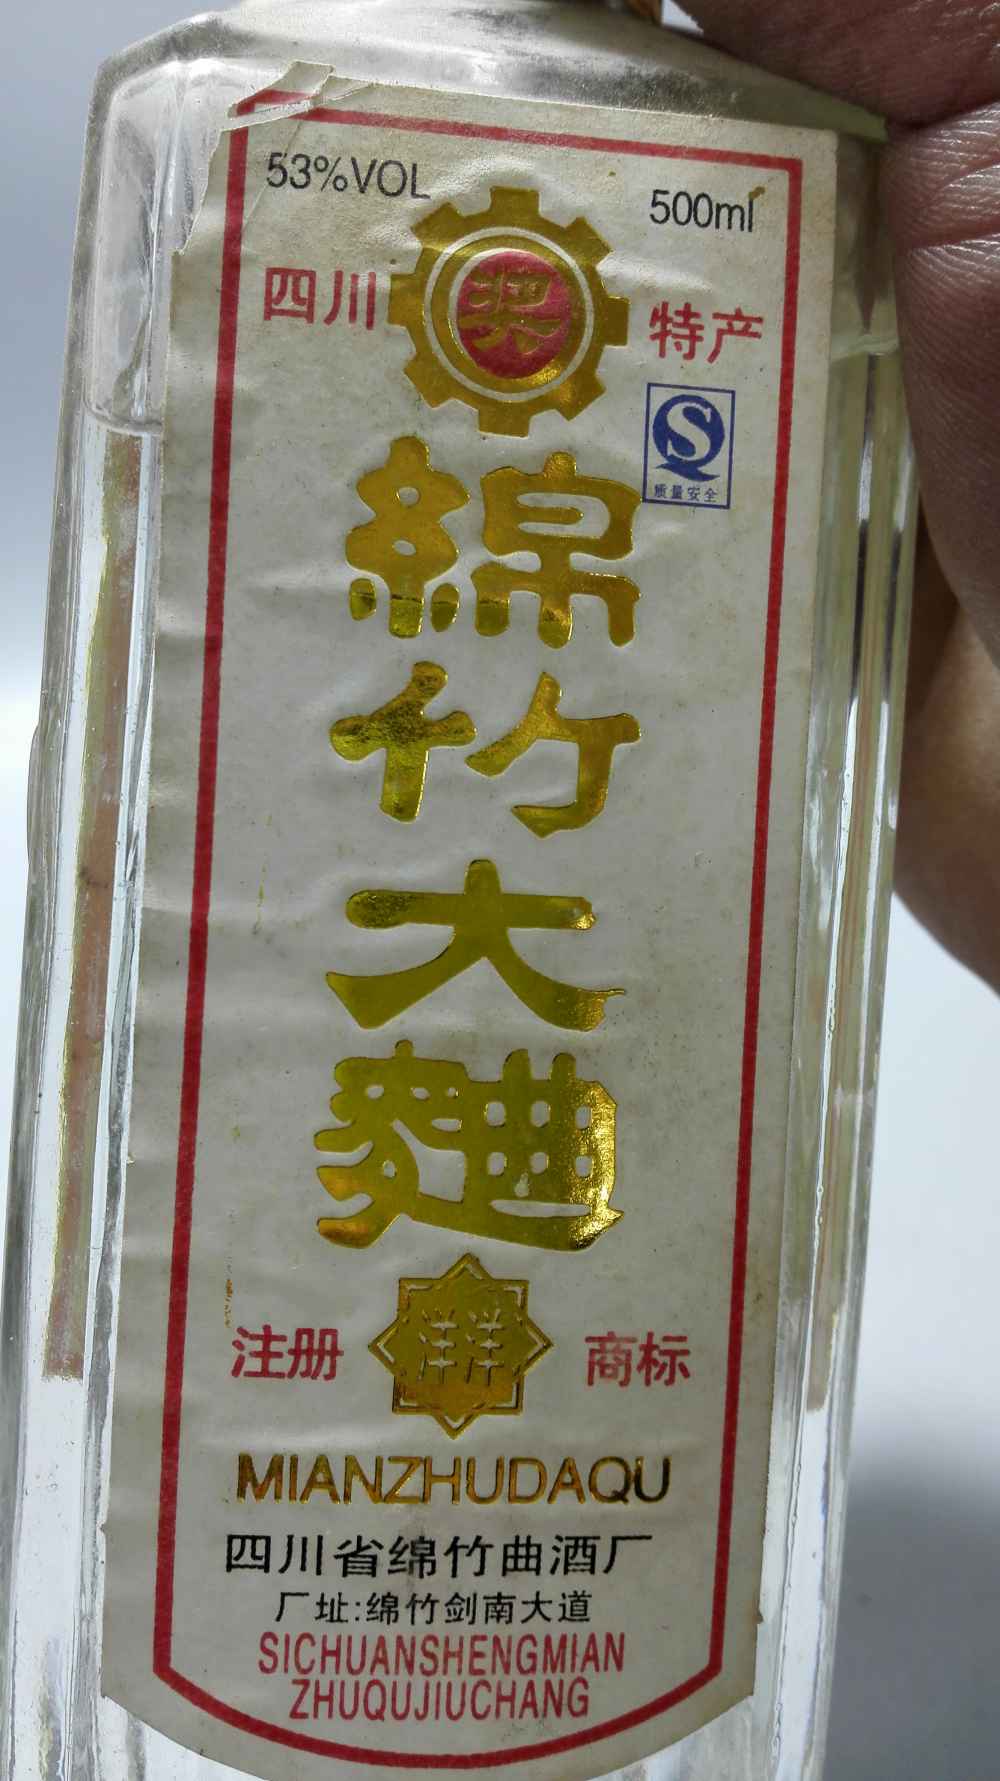 53%VOL
500ml
四川
奖
特产
S
质量安全
綿竹大麯
注册
洋洋
商标
MIANZHUDAQU
四川省绵竹曲酒厂
厂址:绵竹剑南大道
SICHUANSHENGMIAN
ZHUQUJIUCHANG